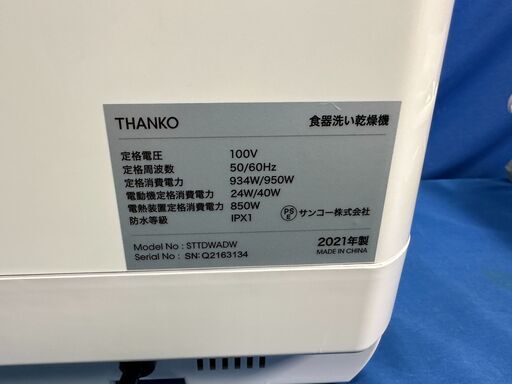 THANKO 食器洗い乾燥機
定格電圧 100V
定格周波数 50/60Hz
定格消費電力 934W/950W
電動機定格消費電力 24W/40W
電熱装置定格消費電力 850W
防水等級 IPX1
PSE サンコー株式会社
Model No : STTDWADW 2021年製
Serial No : SN: Q2163134 MADE IN CHINA